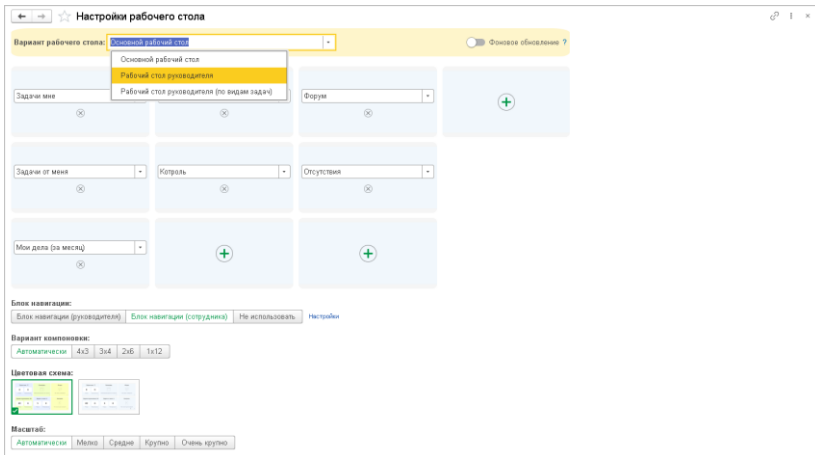 Настройки рабочего стола
Вариант рабочего стола: Основной рабочий стол
Фоновое обновление ?
Основной рабочий стол
Рабочий стол руководителя
Рабочий стол руководителя (по видам задач)
Задачи мне
Форум
Задачи от меня
Котроль
Отсутствия
Мои дела (за месяц)
Блок навигации:
Блок навигации (руководителя) Блок навигации (сотрудника) Не использовать Настройки
Вариант компоновки:
Автоматически 4x3 3x4 2x6 1x12
Цветовая схема:
Масштаб:
Автоматически Мелко Средне Крупно Очень крупно